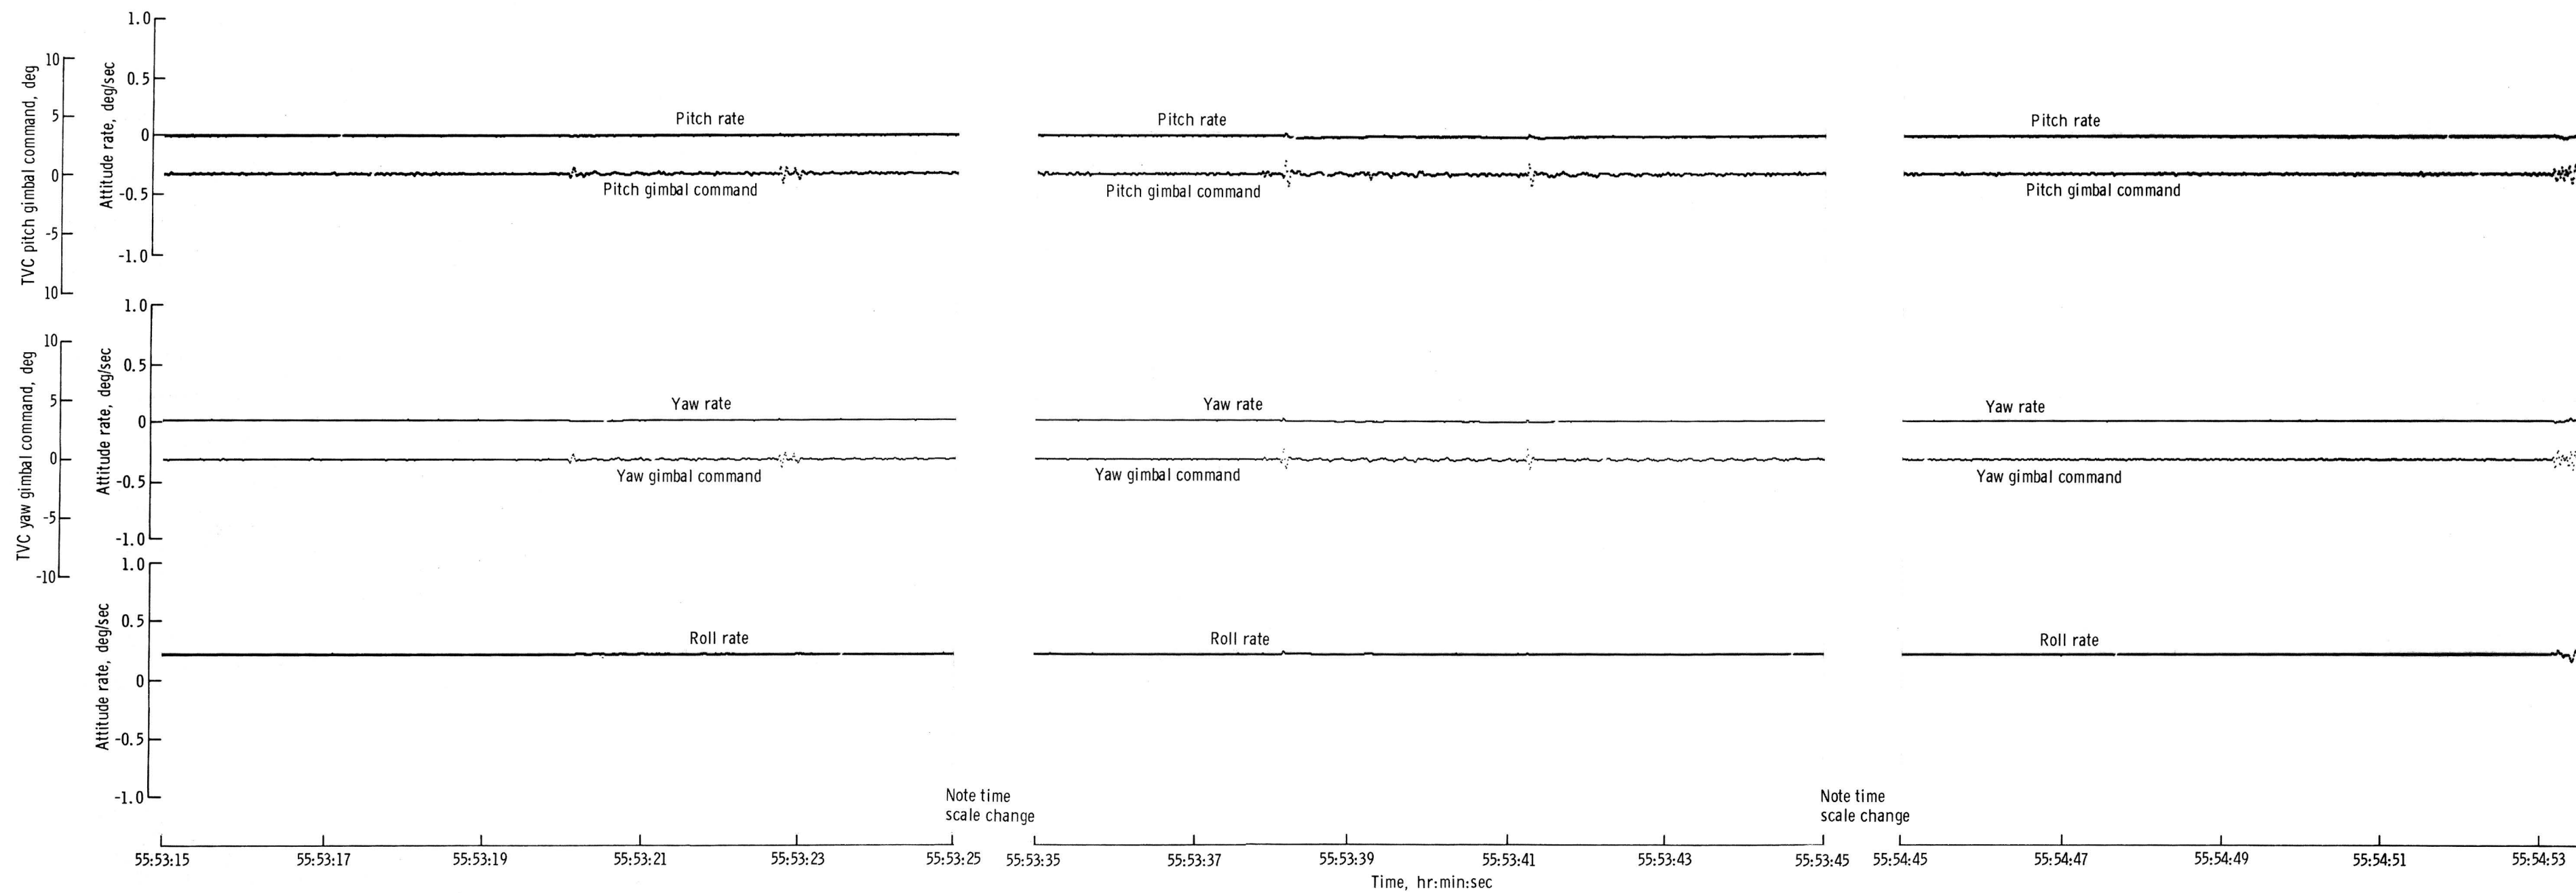 TVC pitch gimbal command, deg
10
5
0
-5
10
Attitude rate, deg/sec
1.0
0.5
0
-0.5
-1.0
Pitch rate
Pitch gimbal command
Pitch rate
Pitch gimbal command
Pitch rate
Pitch gimbal command
TVC yaw gimbal command, deg
10
5
0
-5
-10
Attitude rate, deg/sec
1.0
0.5
0
-0.5
-1.0
Yaw rate
Yaw gimbal command
Yaw rate
Yaw gimbal command
Yaw rate
Yaw gimbal command
Attitude rate, deg/sec
1.0
0.5
0
-0.5
-1.0
Roll rate
Roll rate
Roll rate
Note time
scale change
Note time
scale change
55:53:15 55:53:17 55:53:19 55:53:21 55:53:23 55:53:25 55:53:35 55:53:37 55:53:39 55:53:41 55:53:43 55:53:45 55:54:45 55:54:47 55:54:49 55:54:51 55:54:53
Time, hr:min:sec